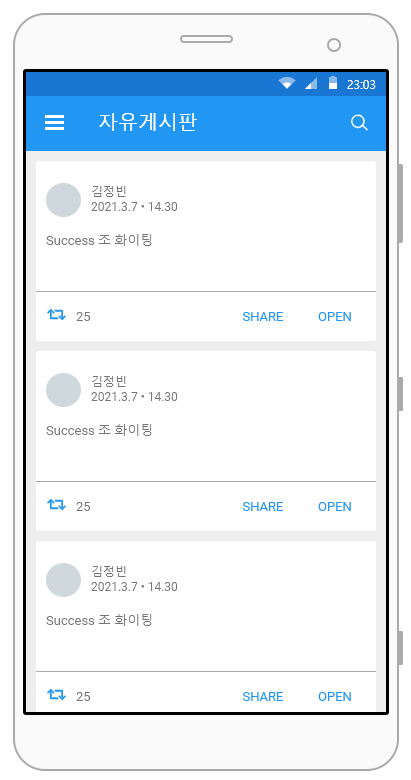 23:03
자유게시판
김정빈
2021.3.7 • 14.30
Success 조 화이팅
25 SHARE OPEN
김정빈
2021.3.7 • 14.30
Success 조 화이팅
25 SHARE OPEN
김정빈
2021.3.7 • 14.30
Success 조 화이팅
25 SHARE OPEN